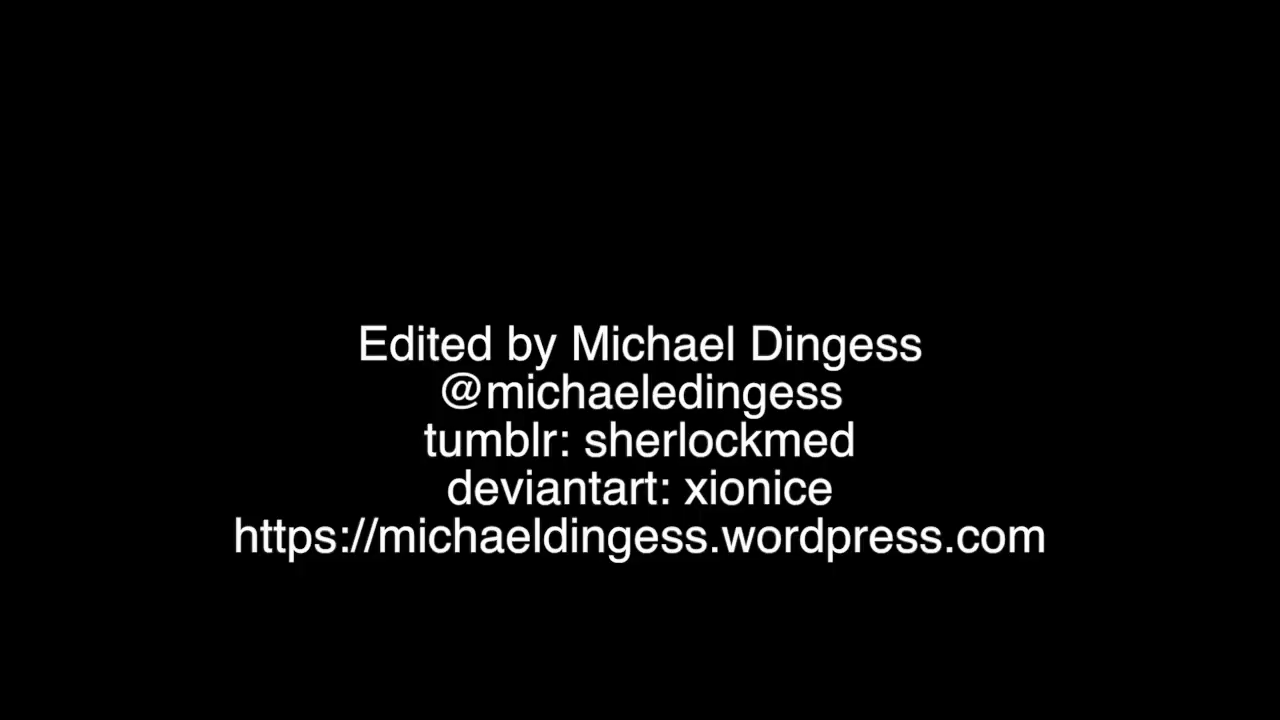 Edited by Michael Dingess
@michaeledingess
tumblr: sherlockmed
deviantart: xionice
https://michaeldingess.wordpress.com